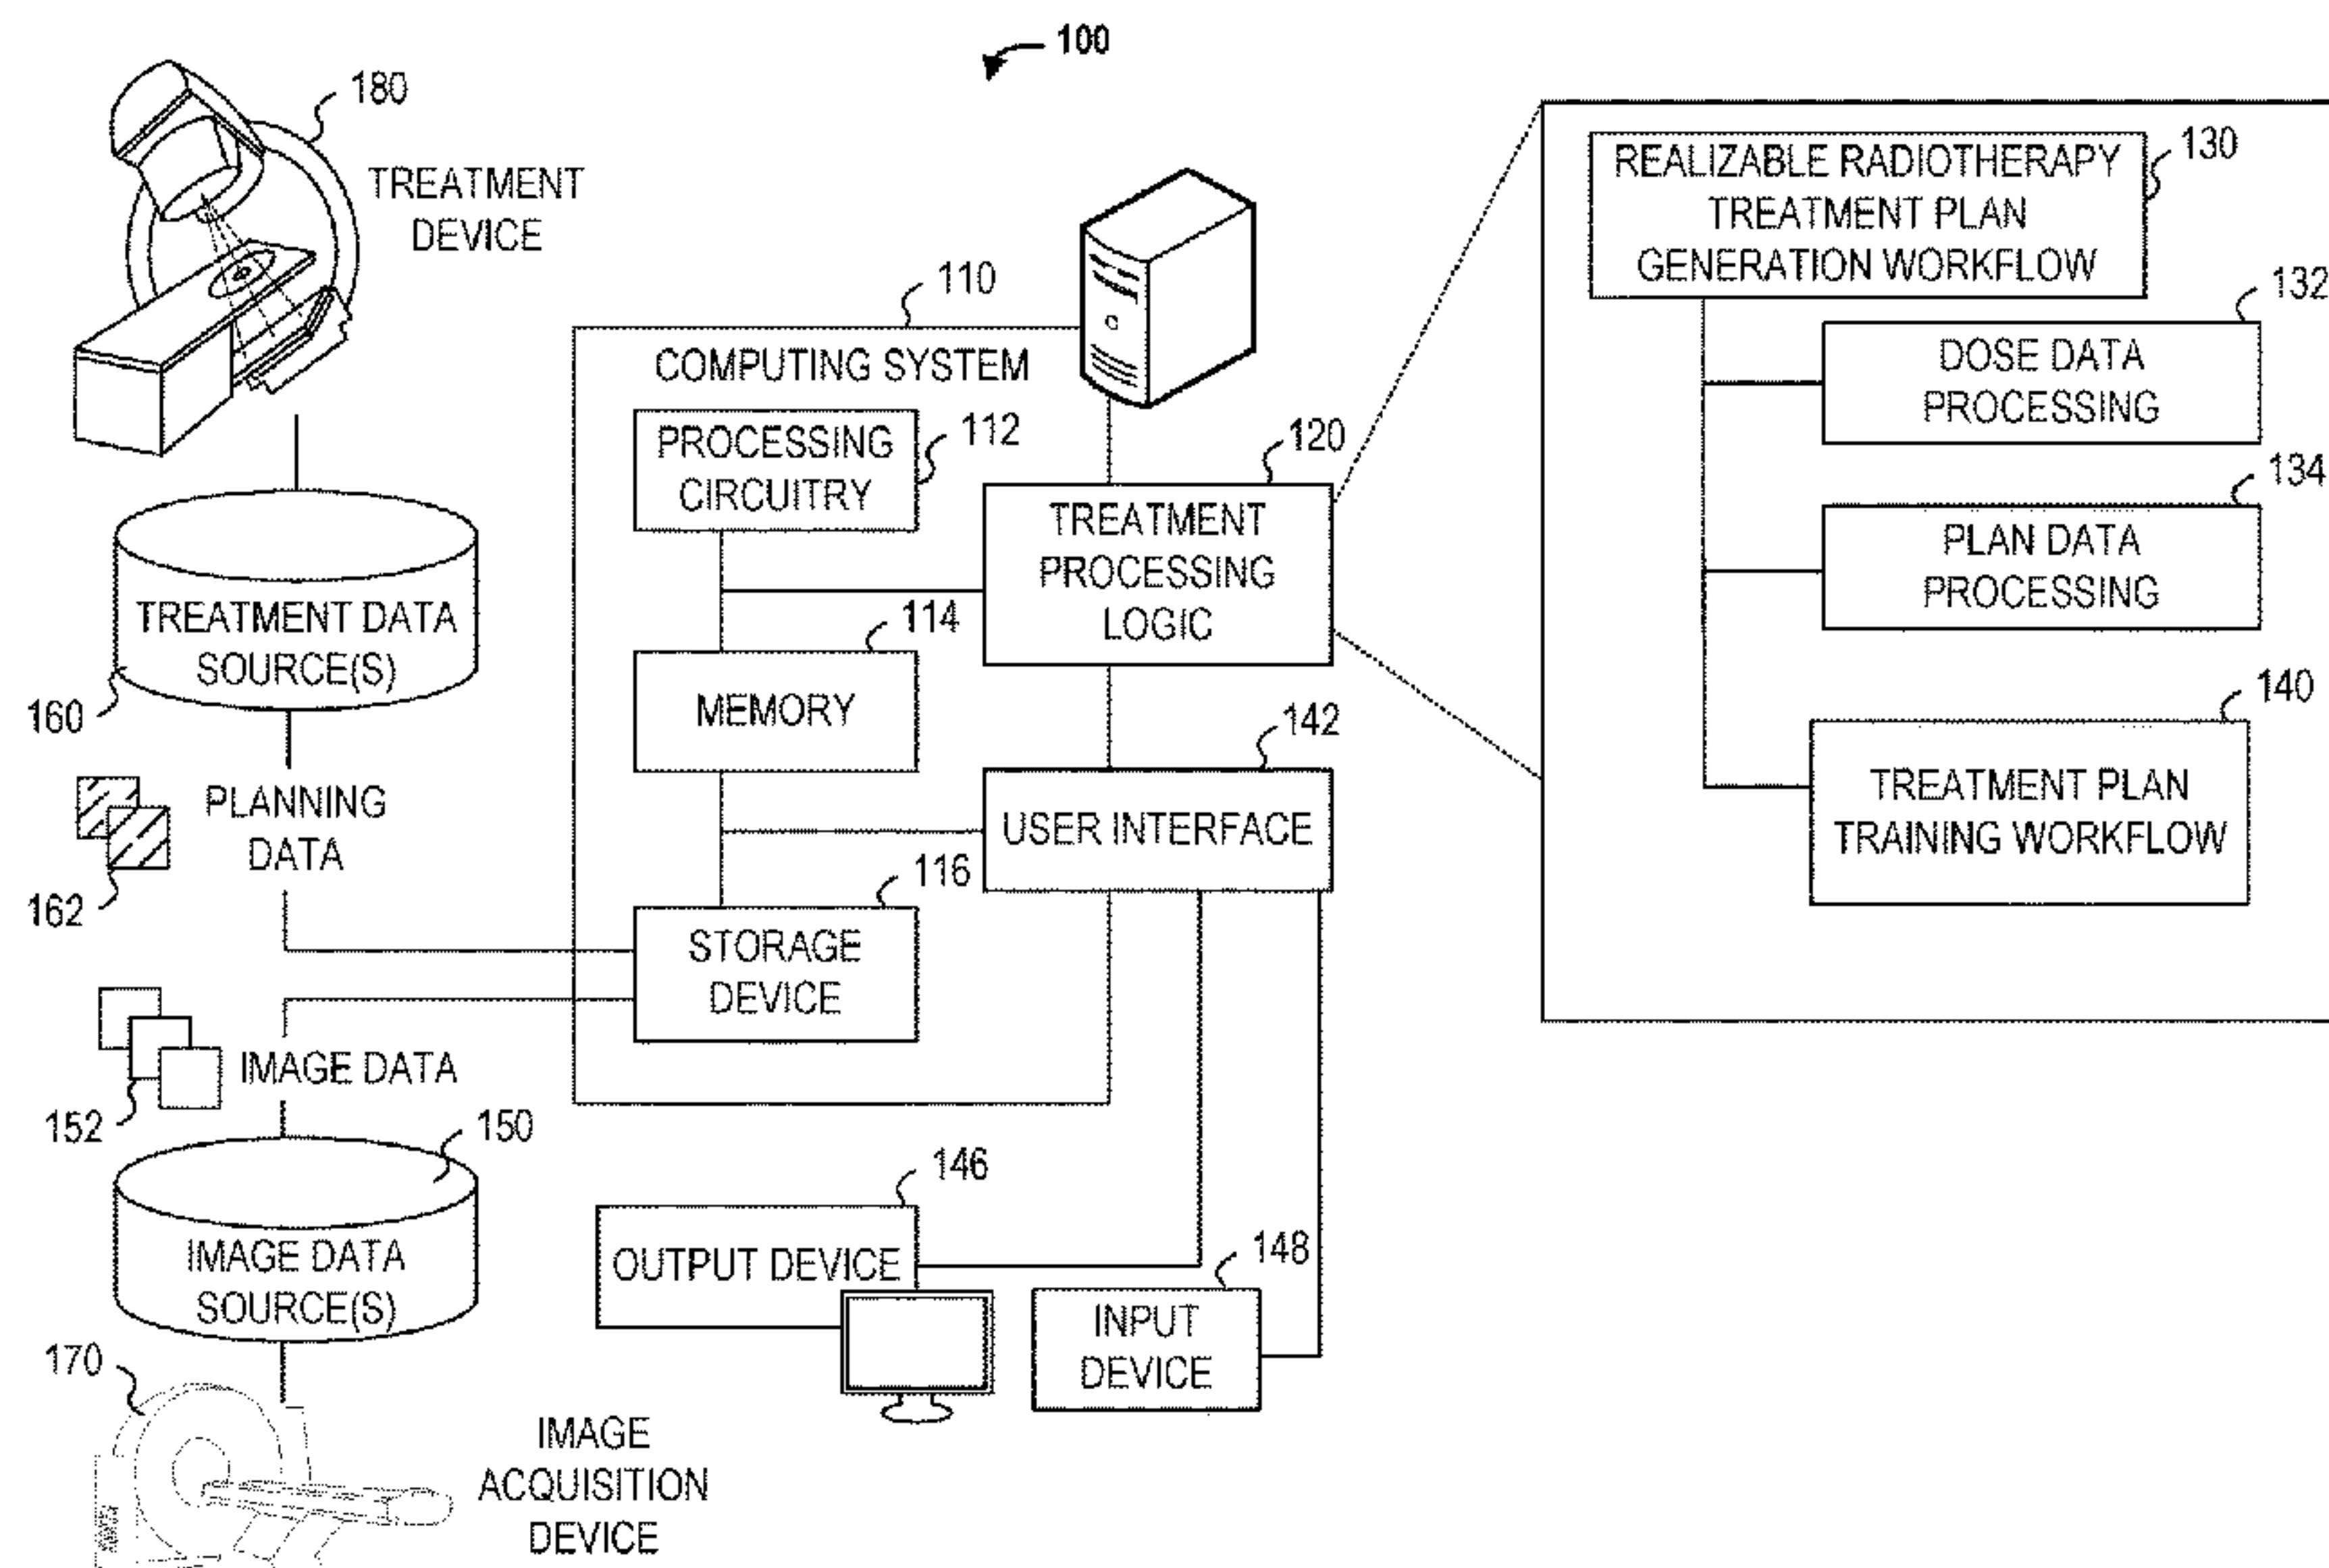 100
180
TREATMENT
DEVICE
110
COMPUTING SYSTEM
PROCESSING
CIRCUITRY
112
120
TREATMENT
PROCESSING
LOGIC
114
MEMORY
142
USER INTERFACE
116
STORAGE
DEVICE
TREATMENT DATA
SOURCE(S)
160
PLANNING
DATA
162
IMAGE DATA
152
150
IMAGE DATA
SOURCE(S)
170
IMAGE
ACQUISITION
DEVICE
146
OUTPUT DEVICE
148
INPUT
DEVICE
REALIZABLE RADIOTHERAPY
TREATMENT PLAN
GENERATION WORKFLOW
130
132
DOSE DATA
PROCESSING
134
PLAN DATA
PROCESSING
140
TREATMENT PLAN
TRAINING WORKFLOW